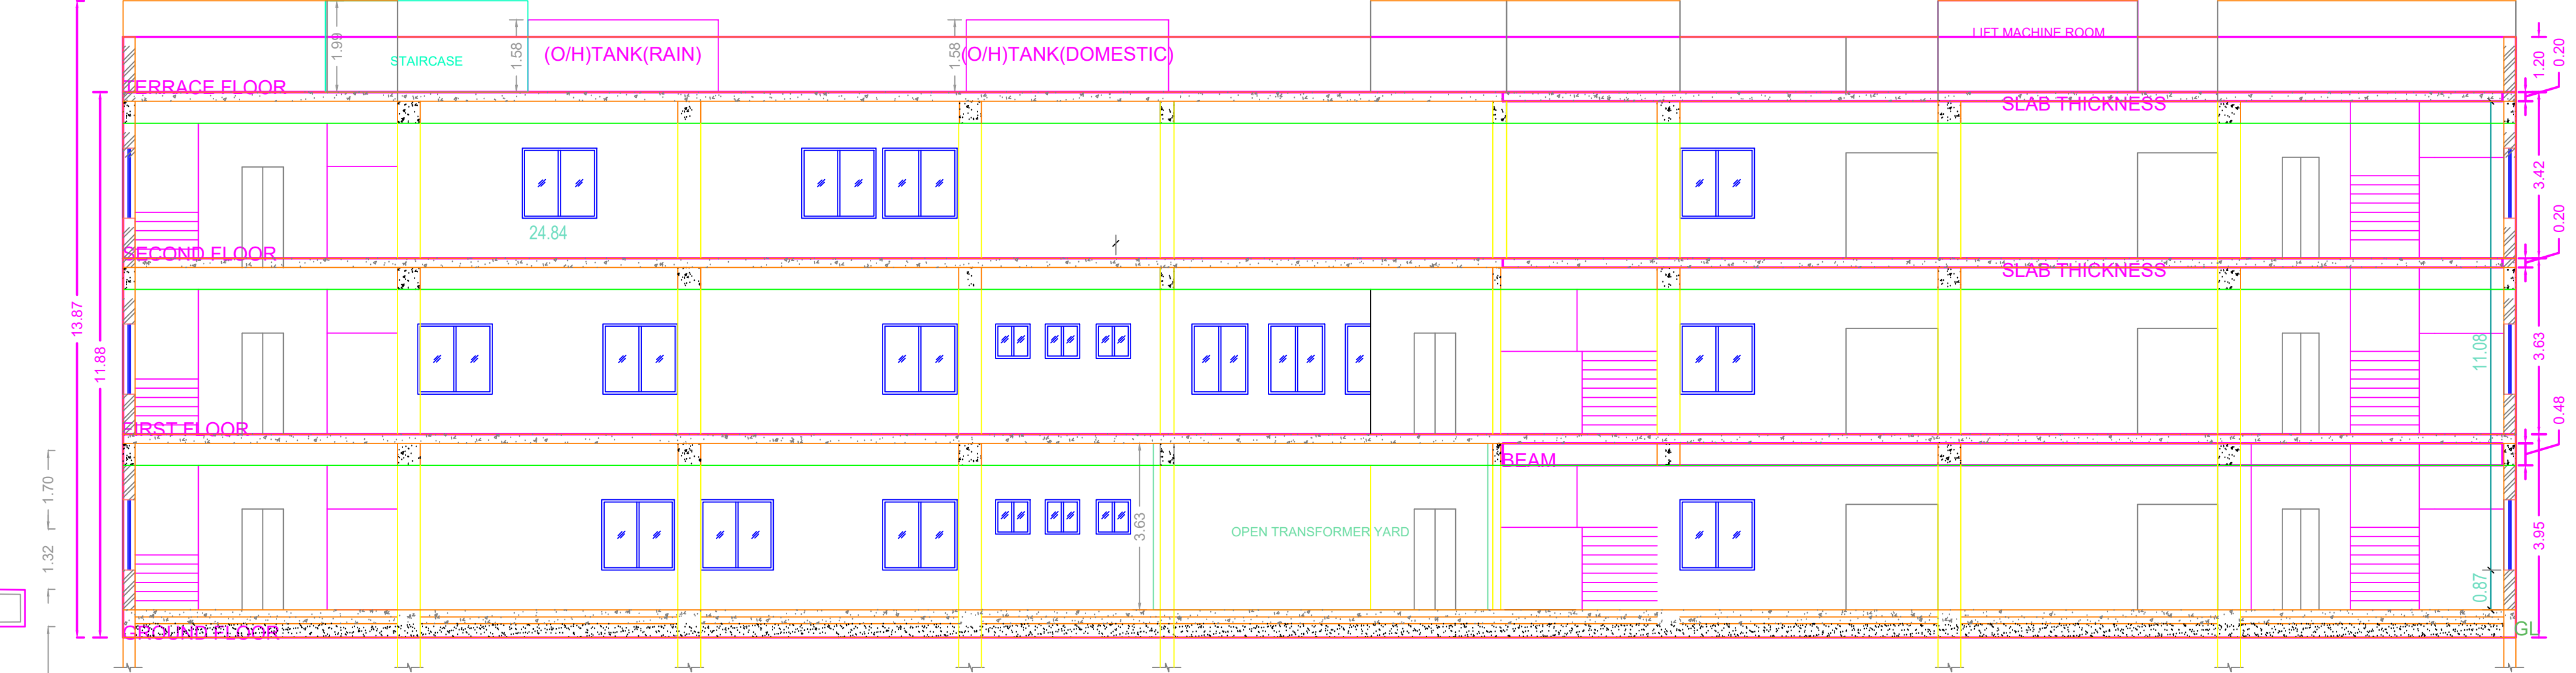 LIFT MACHINE ROOM
(O/H)TANK(RAIN)
(O/H)TANK(DOMESTIC)
STAIRCASE
1.99
1.58
1.58
1.20
0.20
TERRACE FLOOR
SLAB THICKNESS
3.42
24.84
0.20
SECOND FLOOR
SLAB THICKNESS
13.87
11.88
11.08
3.63
0.48
FIRST FLOOR
BEAM
1.70
1.32
3.63
OPEN TRANSFORMER YARD
3.95
0.87
GROUND FLOOR
GL